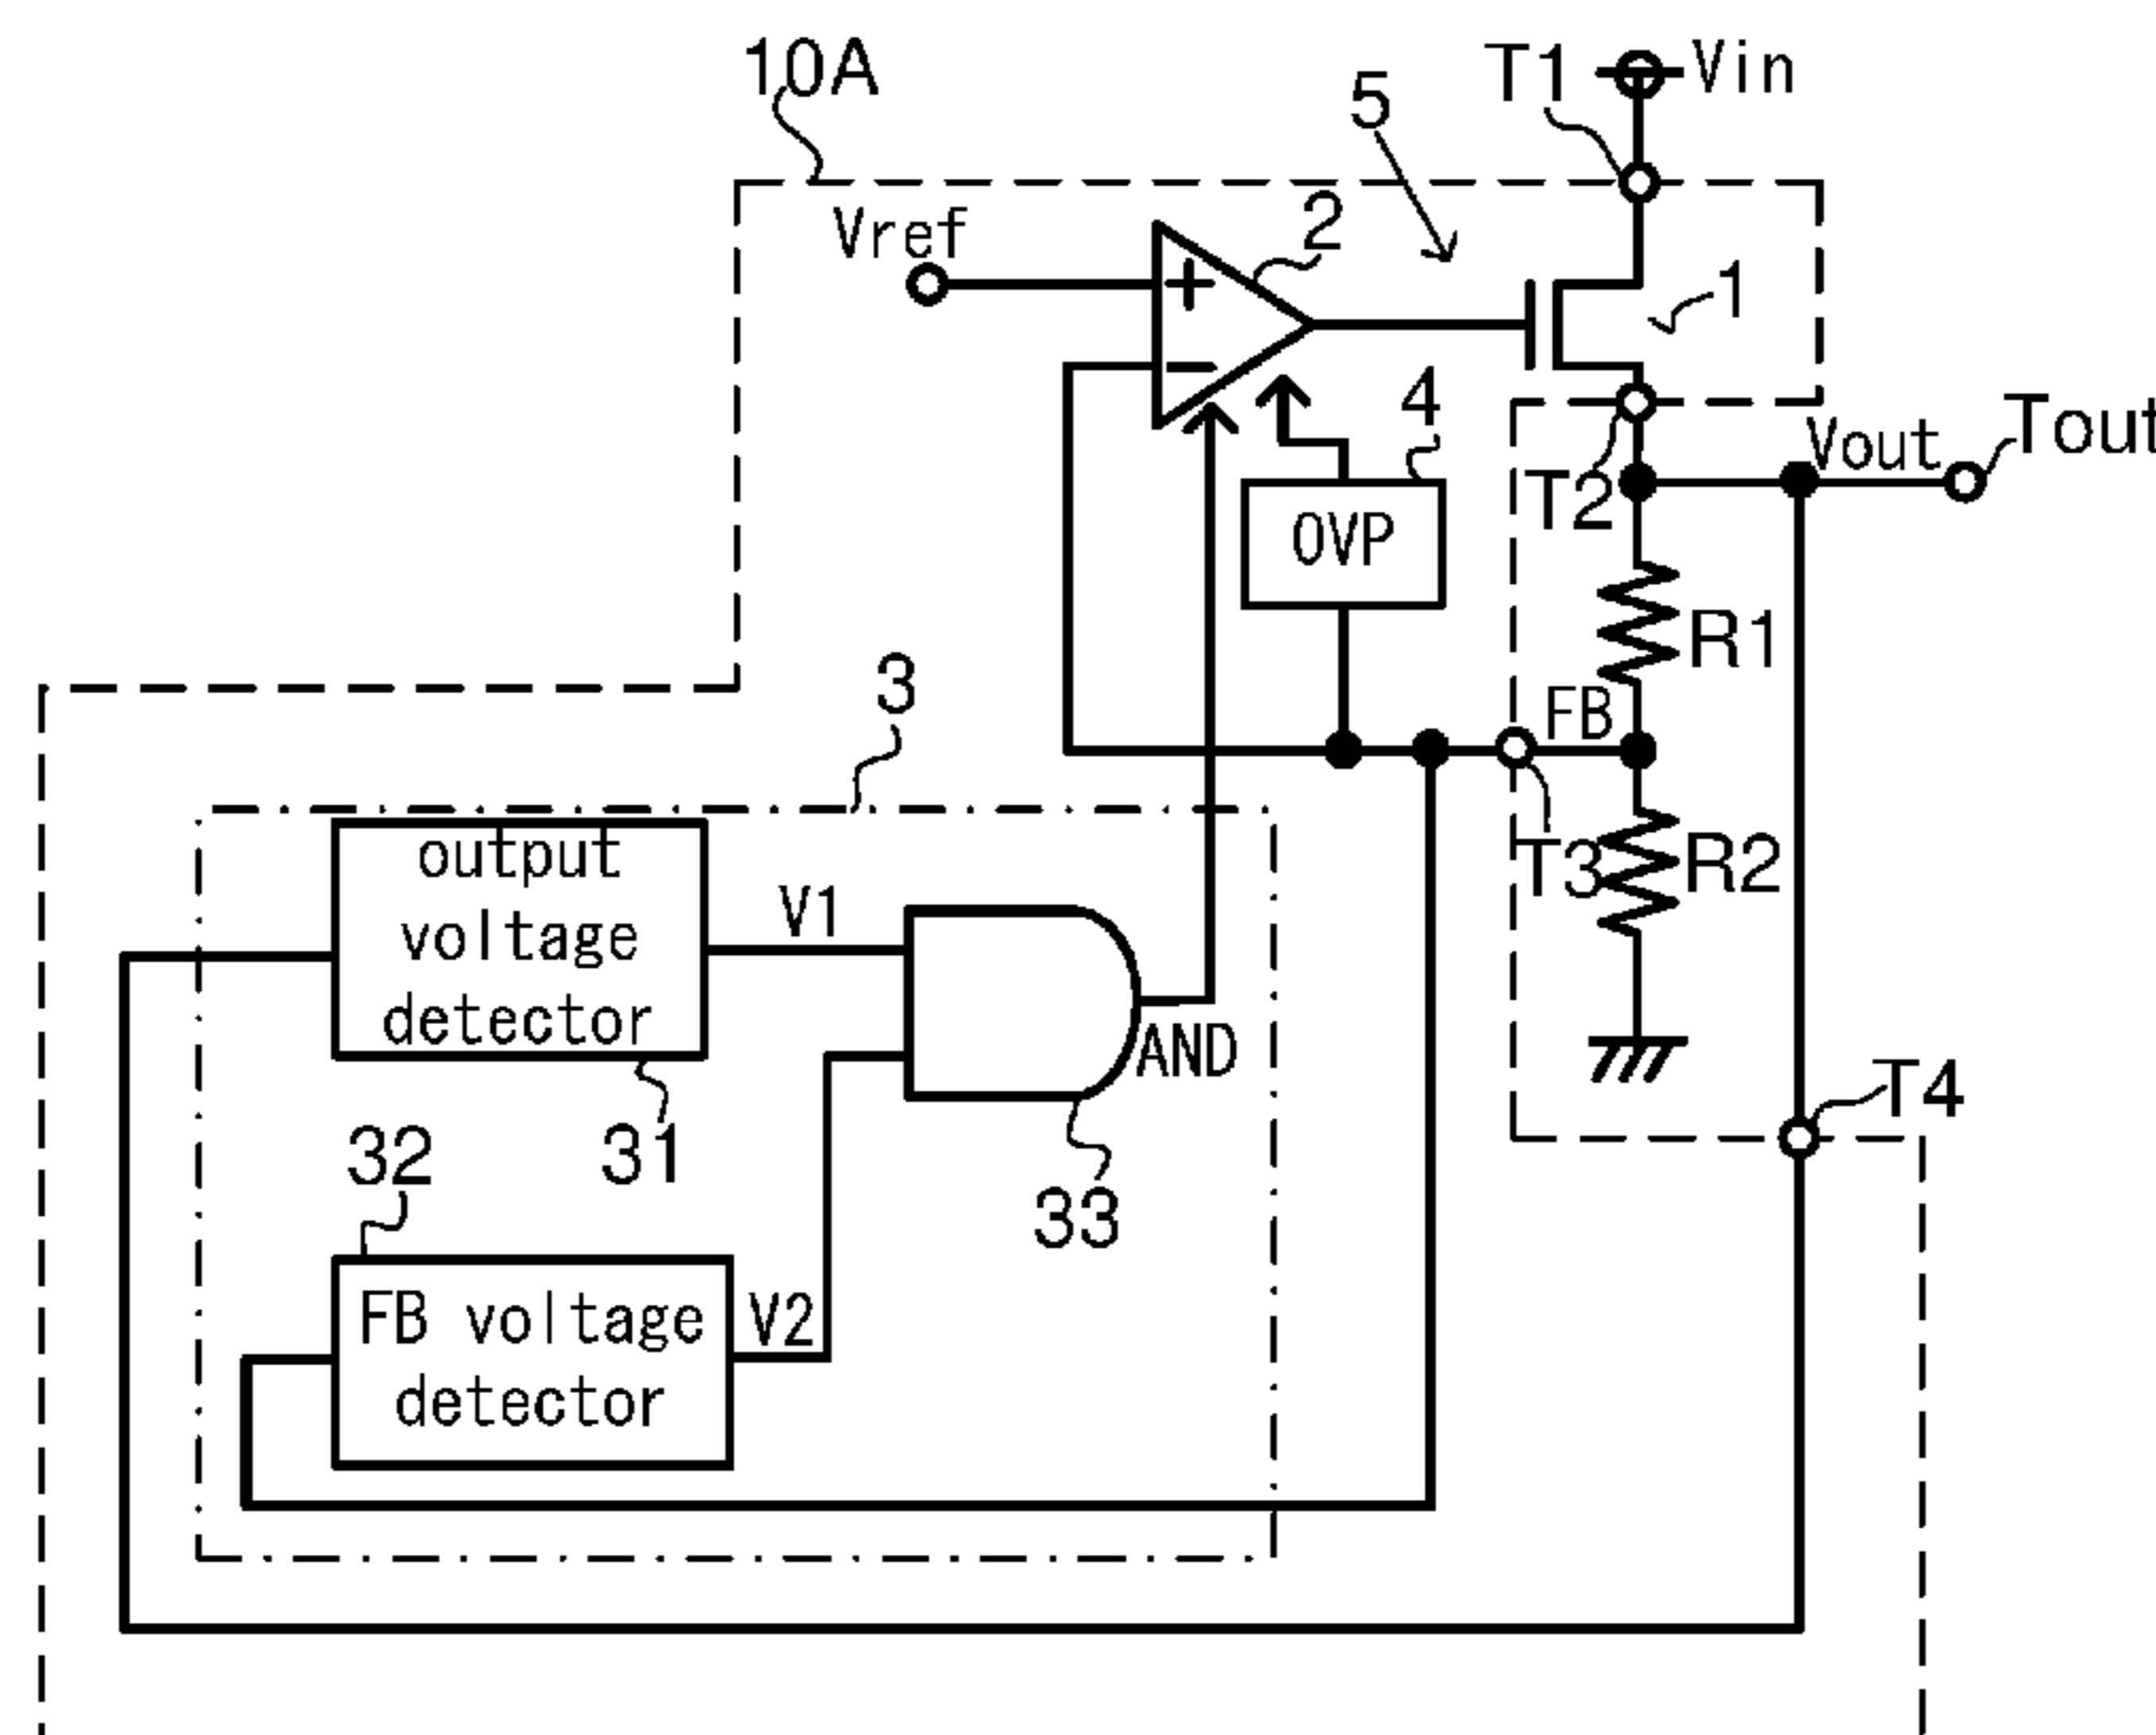 10A
T1
Vin
5
Vref
2
+
1
−
4
Tout
Vout
T2
OVP
R1
3
FB
output
voltage
detector
V1
T3
R2
AND
T4
32
31
33
FB voltage
detector
V2